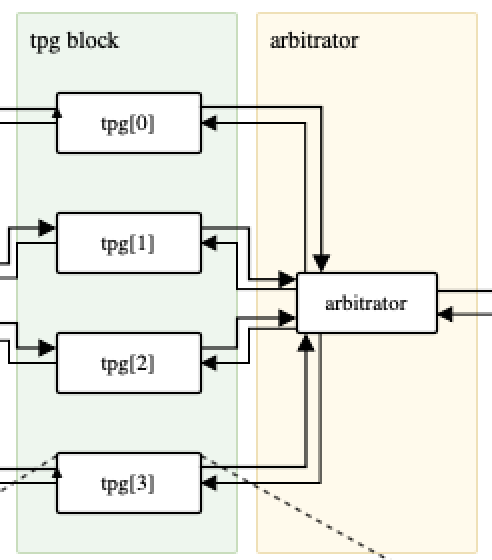 tpg block
arbitrator
tpg[0]
tpg[1]
arbitrator
tpg[2]
tpg[3]